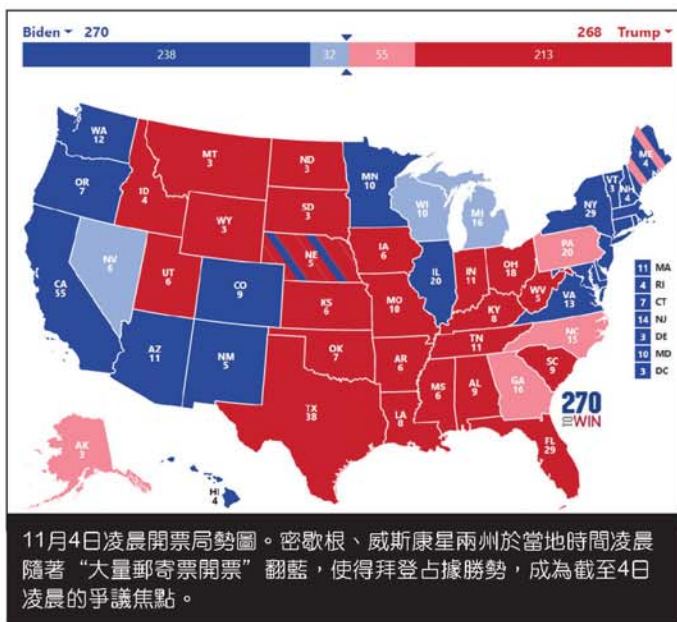 Biden 270
268 Trump
238
32
55
213
WA
12
MT
3
ND
3
MN
10
ME
4
OR
7
ID
4
SD
3
WI
10
MI
16
VT
3
NH
4
NY
29
WY
3
IA
6
PA
20
NV
6
NE
5
IL
20
IN
11
OH
18
CA
55
UT
6
CO
9
KS
6
MO
10
WV
5
VA
13
KY
8
11 MA
4 RI
7 CT
14 NJ
3 DE
10 MD
3 DC
AZ
11
NM
5
OK
7
AR
6
TN
11
NC
15
SC
9
MS
6
AL
9
GA
16
TX
38
LA
8
270
TO
WIN
AK
3
HI
4
FL
29
11月4日凌晨開票局勢圖。密歇根、威斯康星兩州於當地時間凌晨
隨著“大量郵寄票開票”翻藍，使得拜登占據勝勢，成為截至4日
凌晨的爭議焦點。